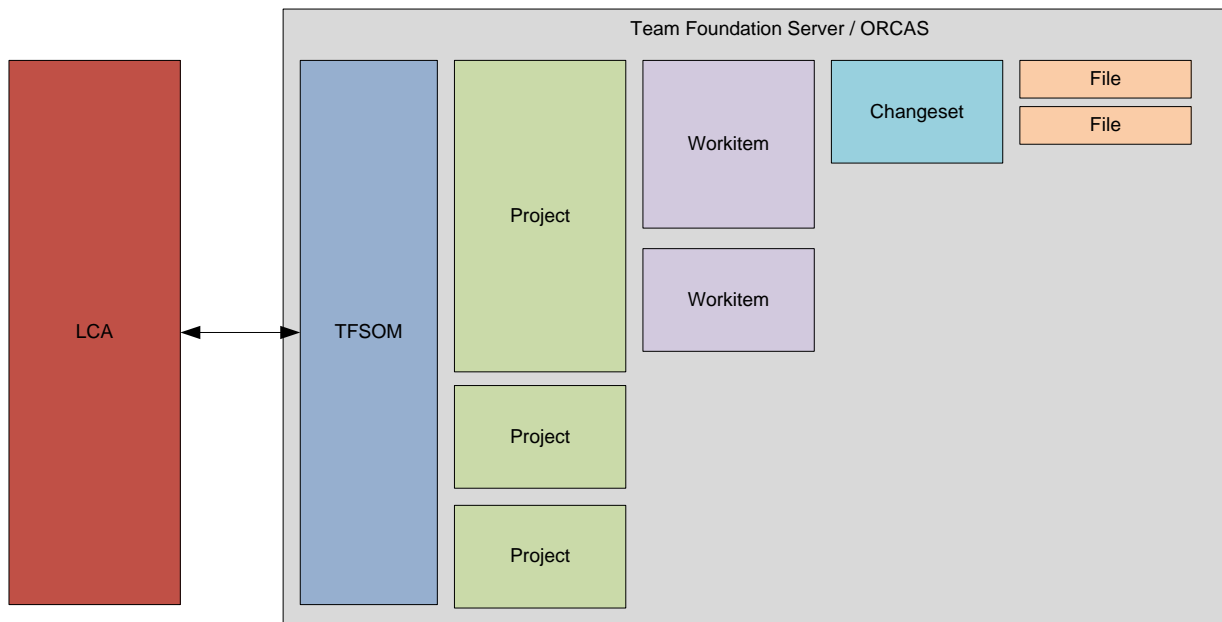 Team Foundation Server / ORCAS
LCA
TFSOM
Project
Project
Project
Workitem
Workitem
Changeset
File
File